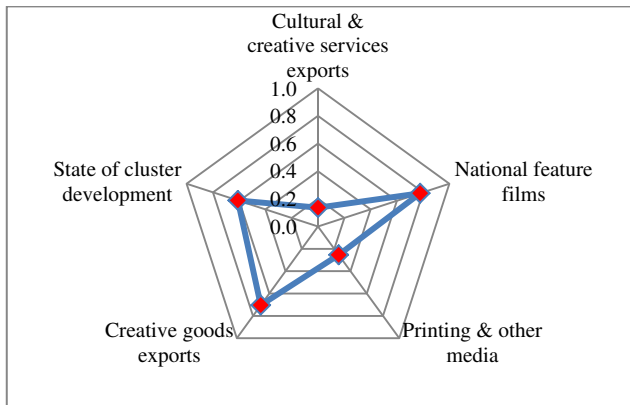 Cultural &
creative services
exports
1.0
0.8
0.6
0.4
0.2
0.0
National feature
films
Printing & other
media
Creative goods
exports
State of cluster
development